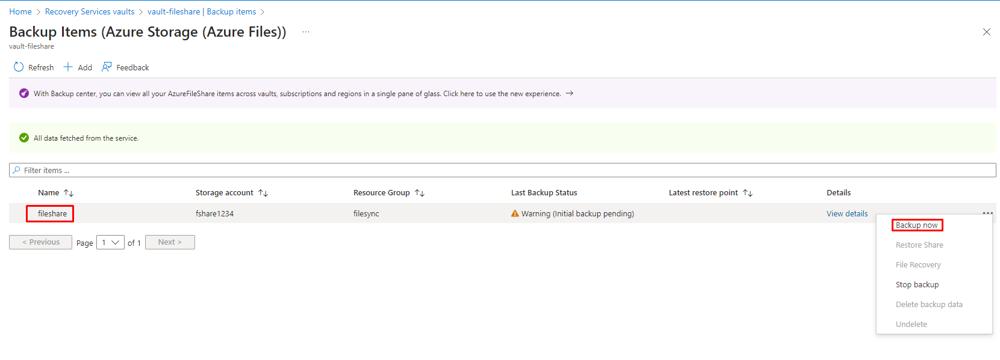 Home > Recovery Services vaults > vault-fileshare | Backup items >
Backup Items (Azure Storage (Azure Files)) ...
vault-fileshare
Refresh + Add Feedback
With Backup center, you can view all your AzureFileShare items across vaults, subscriptions and regions in a single pane of glass. Click here to use the new experience. →
All data fetched from the service.
Filter items ...
Name ↑↓ Storage account ↑↓ Resource Group ↑↓ Last Backup Status Latest restore point ↑↓ Details
fileshare fshare1234 filesync Warning (Initial backup pending) View details ...
< Previous Page 1 of 1 Next >
Backup now
Restore Share
File Recovery
Stop backup
Delete backup data
Undelete